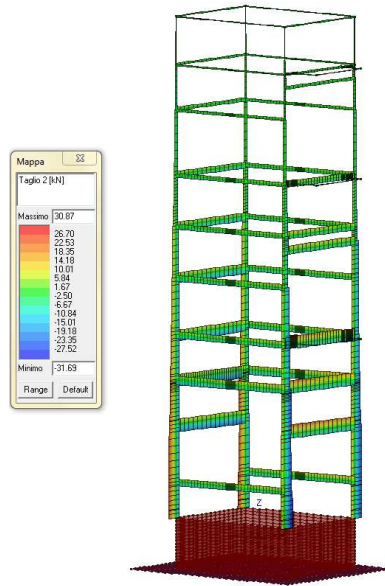 Mappa
Taglio 2 [kN]
Massimo 30.87
26.70
22.53
18.35
14.18
10.01
5.84
1.67
-2.50
-6.67
-10.84
-15.01
-19.18
-23.35
-27.52
Minimo -31.69
Range Default
Z